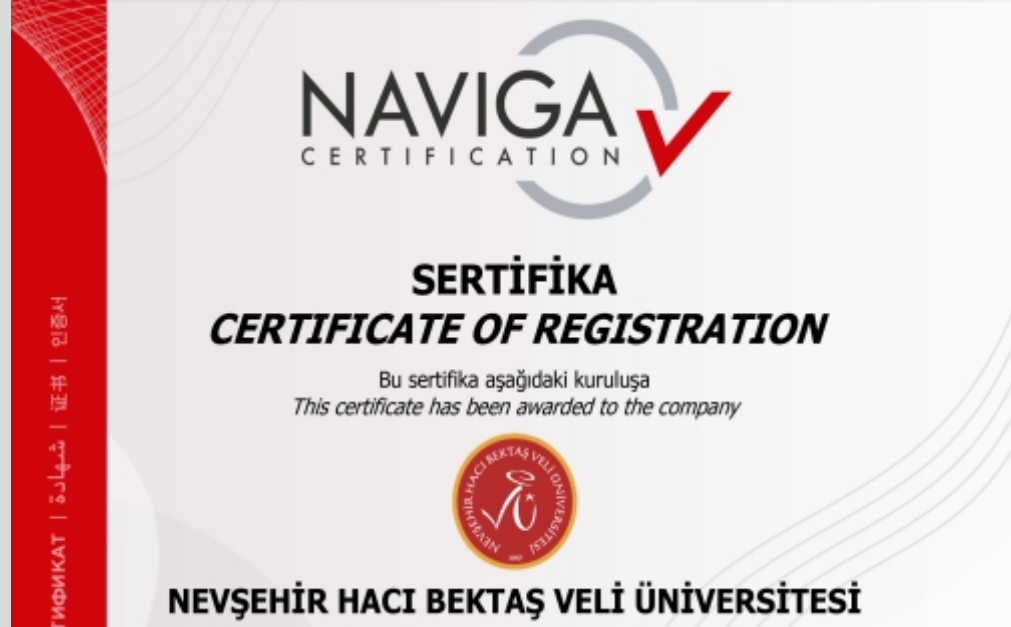 NAVIGA
CERTIFICATION
SERTİFİKA
CERTIFICATE OF REGISTRATION
Bu sertifika aşağıdaki kuruluşa
This certificate has been awarded to the company
NEVŞEHİR HACI BEKTAŞ VELİ ÜNİVERSİTESİ
NEVŞEHİR HACI BEKTAŞ VELİ ÜNİVERSİTESİ
ТИФИКАТ | شهادة | 证书 | 인증서